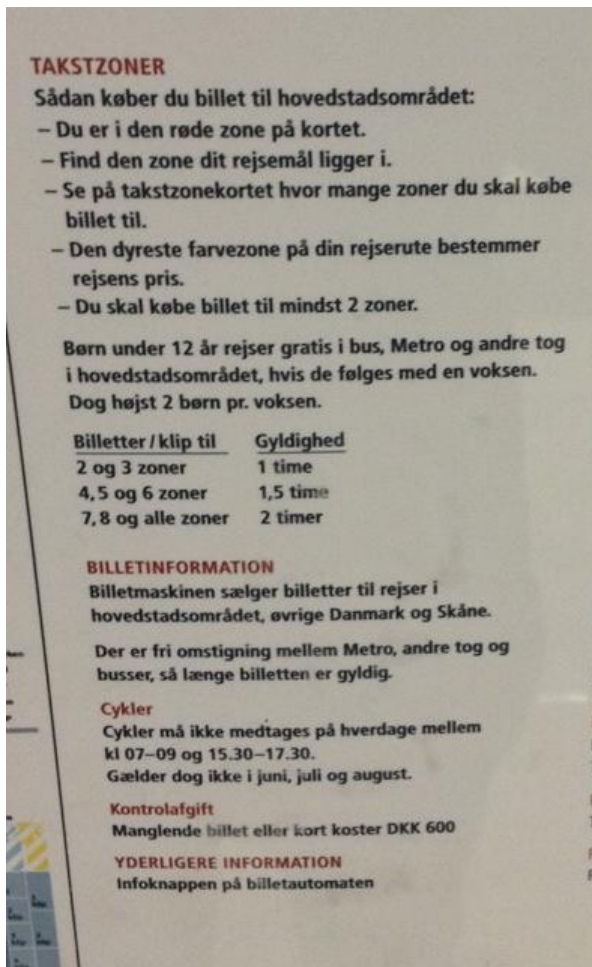 TAKSTZONER
Sådan køber du billet til hovedstadsområdet:
– Du er i den røde zone på kortet.
– Find den zone dit rejsemål ligger i.
– Se på takstzonekortet hvor mange zoner du skal købe
billet til.
– Den dyreste farvezone på din rejserute bestemmer
rejsens pris.
– Du skal købe billet til mindst 2 zoner.
Børn under 12 år rejser gratis i bus, Metro og andre tog
i hovedstadsområdet, hvis de følges med en voksen.
Dog højst 2 børn pr. voksen.
Billetter / klip til Gyldighed
2 og 3 zoner 1 time
4,5 og 6 zoner 1,5 time
7,8 og alle zoner 2 timer
BILLETINFORMATION
Billetmaskinen sælger billetter til rejser i
hovedstadsområdet, øvrige Danmark og Skåne.
Der er fri omstigning mellem Metro, andre tog og
busser, så længe billetten er gyldig.
Cykler
Cykler må ikke medtages på hverdage mellem
kl 07–09 og 15.30–17.30.
Gælder dog ikke i juni, juli og august.
Kontrolafgift
Manglende billet eller kort koster DKK 600
YDERLIGERE INFORMATION
Infoknappen på billetautomaten